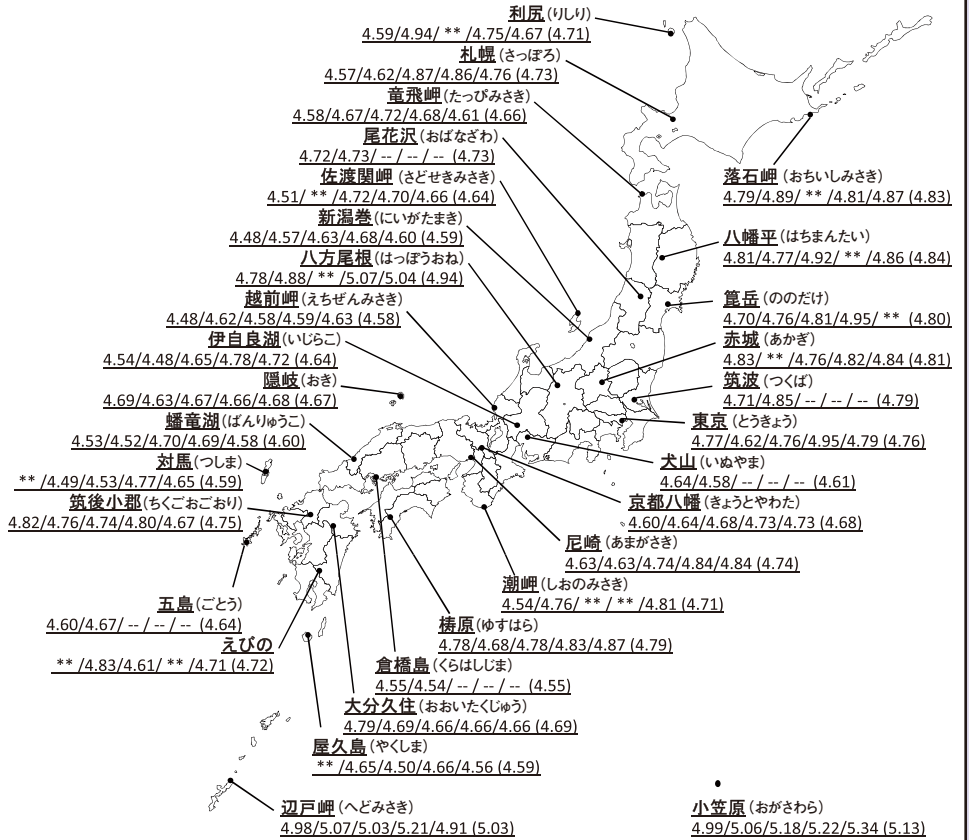 利尻(りしり)
4.59/4.94/ ** /4.75/4.67 (4.71)
札幌(さっぽろ)
4.57/4.62/4.87/4.86/4.76 (4.73)
竜飛岬(たっぴみさき)
4.58/4.67/4.72/4.68/4.61 (4.66)
尾花沢(おばなざわ)
4.72/4.73/ -- / -- / -- (4.73)
佐渡関岬(さどせきみさき)
4.51/ ** /4.72/4.70/4.66 (4.64)
新潟巻(にいがたまき)
4.48/4.57/4.63/4.68/4.60 (4.59)
八方尾根(はっぽうおね)
4.78/4.88/ ** /5.07/5.04 (4.94)
越前岬(えちぜんみさき)
4.48/4.62/4.58/4.59/4.63 (4.58)
伊自良湖(いじらこ)
4.54/4.48/4.65/4.78/4.72 (4.64)
隠岐(おき)
4.69/4.63/4.67/4.66/4.68 (4.67)
蟠竜湖(ばんりゅうこ)
4.53/4.52/4.70/4.69/4.58 (4.60)
対馬(つしま)
** /4.49/4.53/4.77/4.65 (4.59)
筑後小郡(ちくごおごおり)
4.82/4.76/4.74/4.80/4.67 (4.75)
五島(ごとう)
4.60/4.67/ -- / -- / -- (4.64)
えびの
** /4.83/4.61/ ** /4.71 (4.72)
落石岬(おちいしみさき)
4.79/4.89/ ** /4.81/4.87 (4.83)
八幡平(はちまんたい)
4.81/4.77/4.92/ ** /4.86 (4.84)
箆岳(ののだけ)
4.70/4.76/4.81/4.95/ ** (4.80)
赤城(あかぎ)
4.83/ ** /4.76/4.82/4.84 (4.81)
筑波(つくば)
4.71/4.85/ -- / -- / -- (4.79)
東京(とうきょう)
4.77/4.62/4.76/4.95/4.79 (4.76)
犬山(いぬやま)
4.64/4.58/ -- / -- / -- (4.61)
京都八幡(きょうとやわた)
4.60/4.64/4.68/4.73/4.73 (4.68)
尼崎(あまがさき)
4.63/4.63/4.74/4.84/4.84 (4.74)
潮岬(しおのみさき)
4.54/4.76/ ** / ** /4.81 (4.71)
梼原(ゆすはら)
4.78/4.68/4.78/4.83/4.87 (4.79)
倉橋島(くらはしじま)
4.55/4.54/ -- / -- / -- (4.55)
大分久住(おおいたくじゅう)
4.79/4.69/4.66/4.66/4.66 (4.69)
屋久島(やくしま)
** /4.65/4.50/4.66/4.56 (4.59)
辺戸岬(へどみさき)
4.98/5.07/5.03/5.21/4.91 (5.03)
小笠原(おがさわら)
4.99/5.06/5.18/5.22/5.34 (5.13)